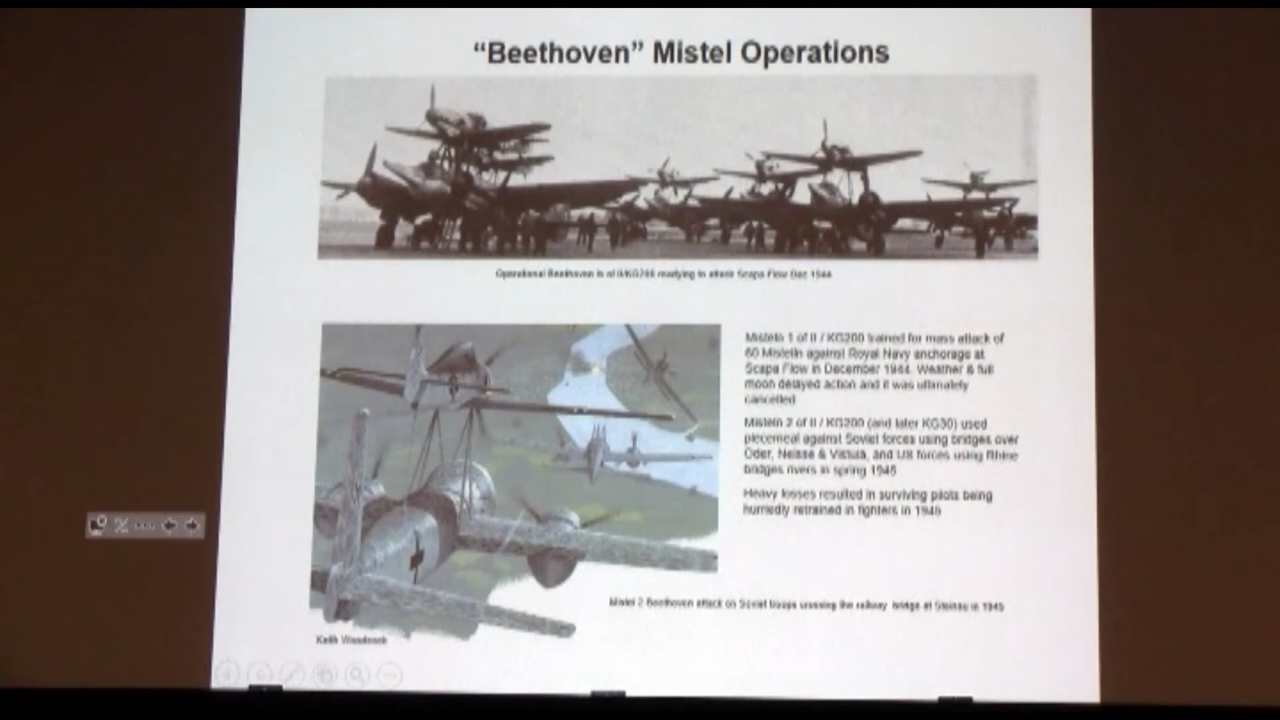 “Beethoven” Mistel Operations
Operational Beethoven readying to attack Scapa Flow Dec 1944
Misteln 1 of II / KG200 trained for mass attack of
60 Misteln against Royal Navy anchorage at
Scapa Flow in December 1944. Weather & full
moon delayed action and it was ultimately
cancelled
Misteln 2 of II / KG200 (and later KG30) used
piecemeal against Soviet forces using bridges over
Oder, Neisse & Vistula, and US forces using Rhine
bridges rivers in spring 1945
Heavy losses resulted in surviving pilots being
hurriedly retrained in fighters in 1945
Mistel 2 Beethoven attack on Soviet troops crossing the railway bridge at Steinau in 1945
Keith Woodcock